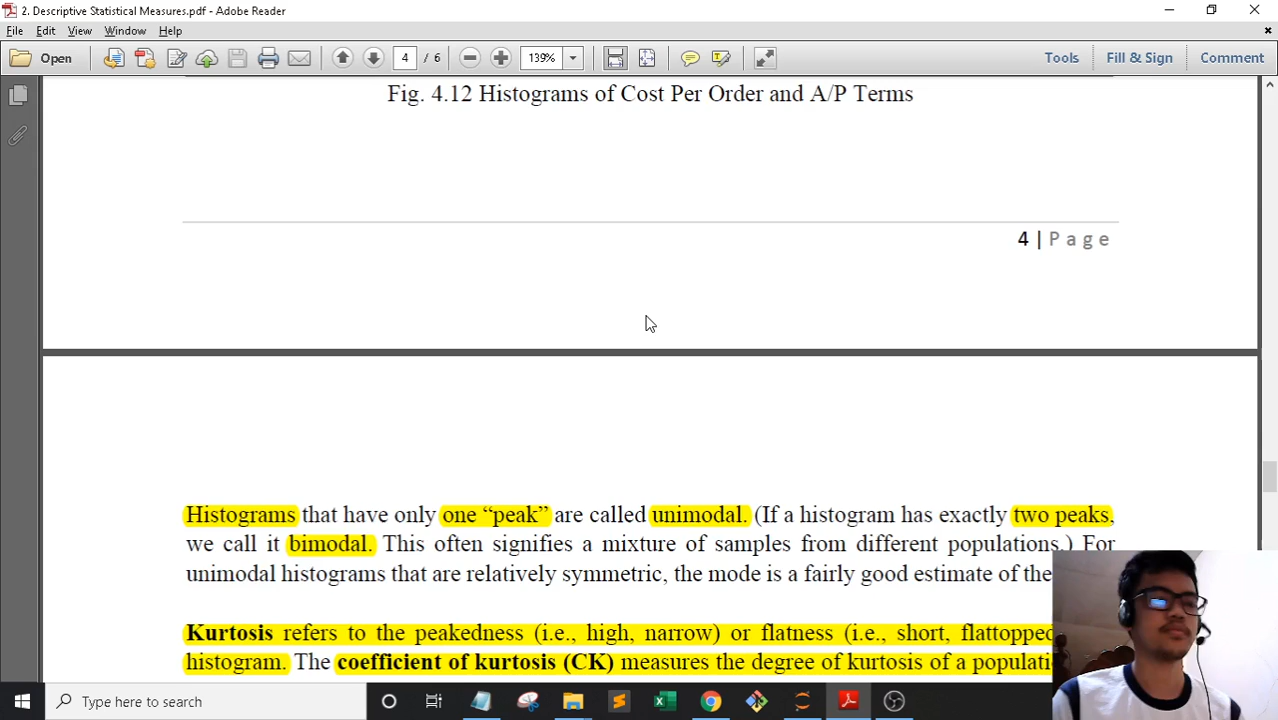 2. Descriptive Statistical Measures.pdf - Adobe Reader
File Edit View Window Help
Open 4 / 6 139% Tools Fill & Sign Comment
Fig. 4.12 Histograms of Cost Per Order and A/P Terms
4 | P a g e
Histograms that have only one “peak” are called unimodal. (If a histogram has exactly two peaks,
we call it bimodal. This often signifies a mixture of samples from different populations.) For
unimodal histograms that are relatively symmetric, the mode is a fairly good estimate of the
Kurtosis refers to the peakedness (i.e., high, narrow) or flatness (i.e., short, flattopped
histogram. The coefficient of kurtosis (CK) measures the degree of kurtosis of a populati
Type here to search